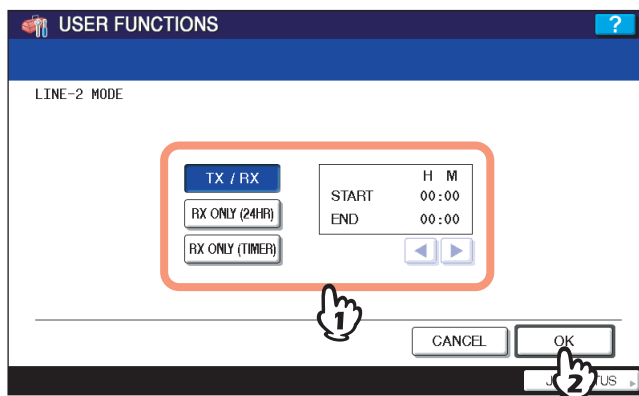 USER FUNCTIONS ?
LINE-2 MODE
TX / RX
RX ONLY (24HR)
RX ONLY (TIMER)
H M
START 00:00
END 00:00
1
CANCEL
OK
2